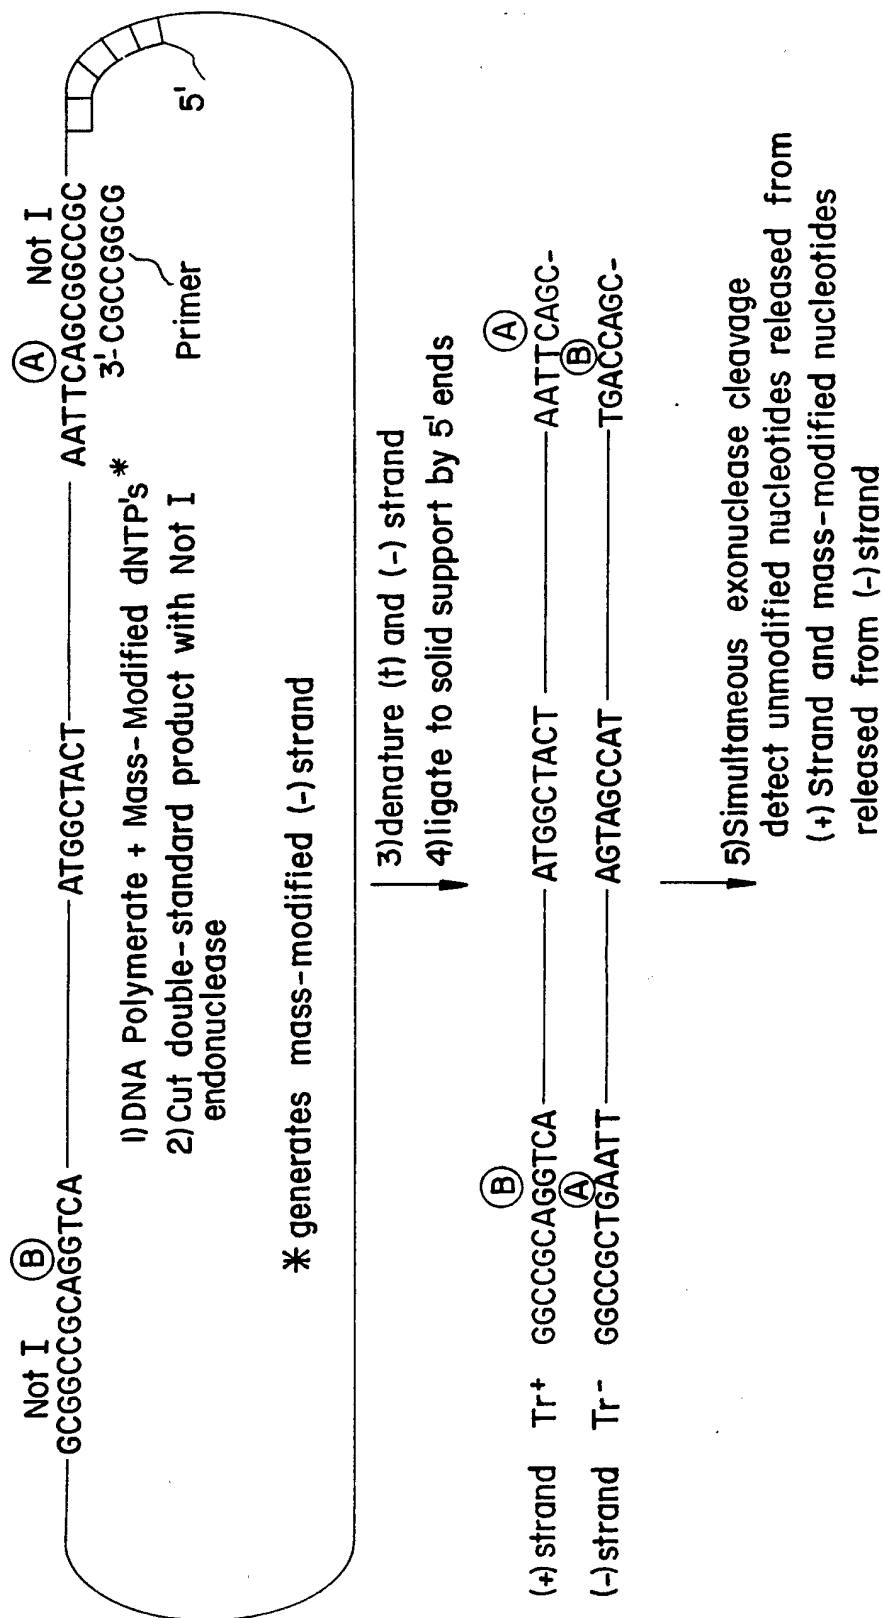 Not I
B
GCGGCCGCAGGTCA
ATGGCTACT
A
Not I
AATTCAGCGGCCGC
3'-CGCCGGCG
Primer
5'
1)DNA Polymerate + Mass-Modified dNTP's*
2)Cut double-standard product with Not I
endonuclease
*generates mass-modified (-)strand
3)denature (t) and (-) strand
4)ligate to solid support by 5' ends
B
A
(+)strand Tr+ GGCCGCAGGTCA ATGGCTACT AATTCAGC-
A
B
(-)strand Tr- GGCCGCTGAATT AGTAGCCAT TGACCAGC-
5)Simultaneous exonuclease cleavage
detect unmodified nucleotides released from
(+) Strand and mass-modified nucleotides
released from (-)strand